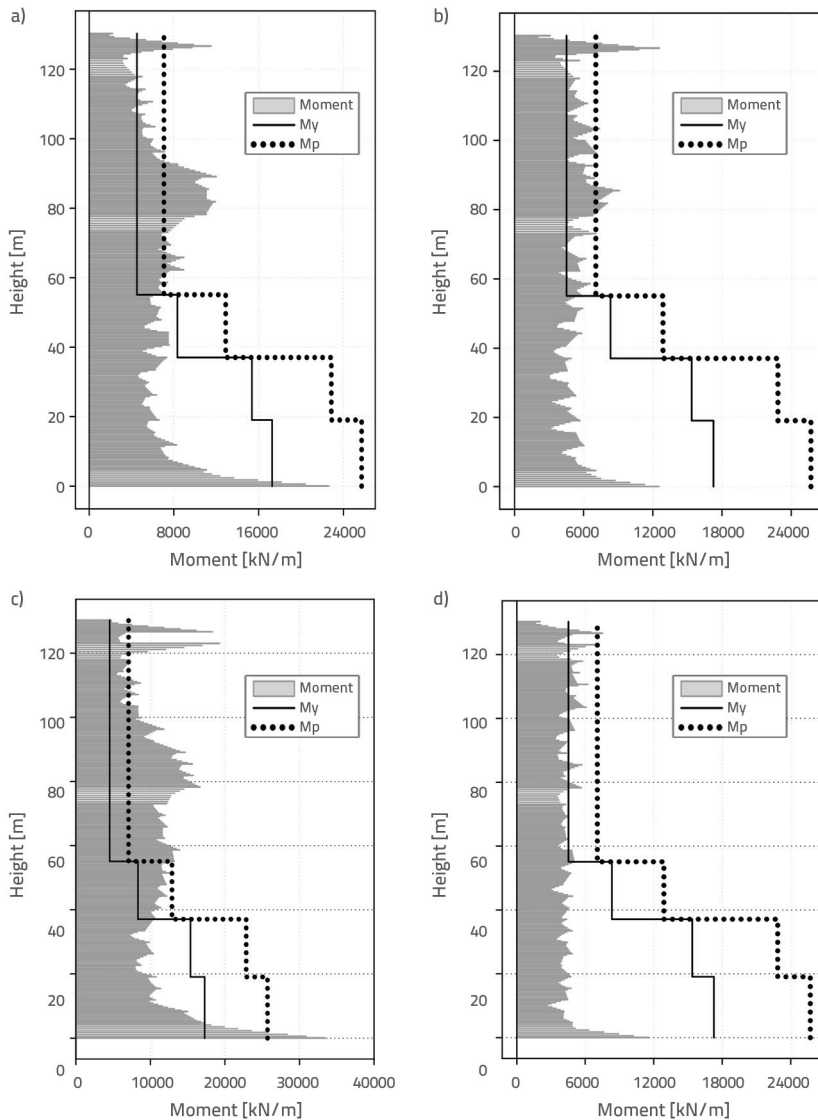 a)
120
100
80
60
40
20
0
Height [m]
Moment
My
Mp
0 8000 16000 24000
Moment [kN/m]
b)
120
100
80
60
40
20
0
Height [m]
Moment
My
Mp
0 6000 12000 18000 24000
Moment [kN/m]
c)
120
100
80
60
40
20
0
Height [m]
Moment
My
Mp
0 10000 20000 30000 40000
Moment [kN/m]
d)
120
100
80
60
40
20
0
Height [m]
Moment
My
Mp
0 6000 12000 18000 24000
Moment [kN/m]